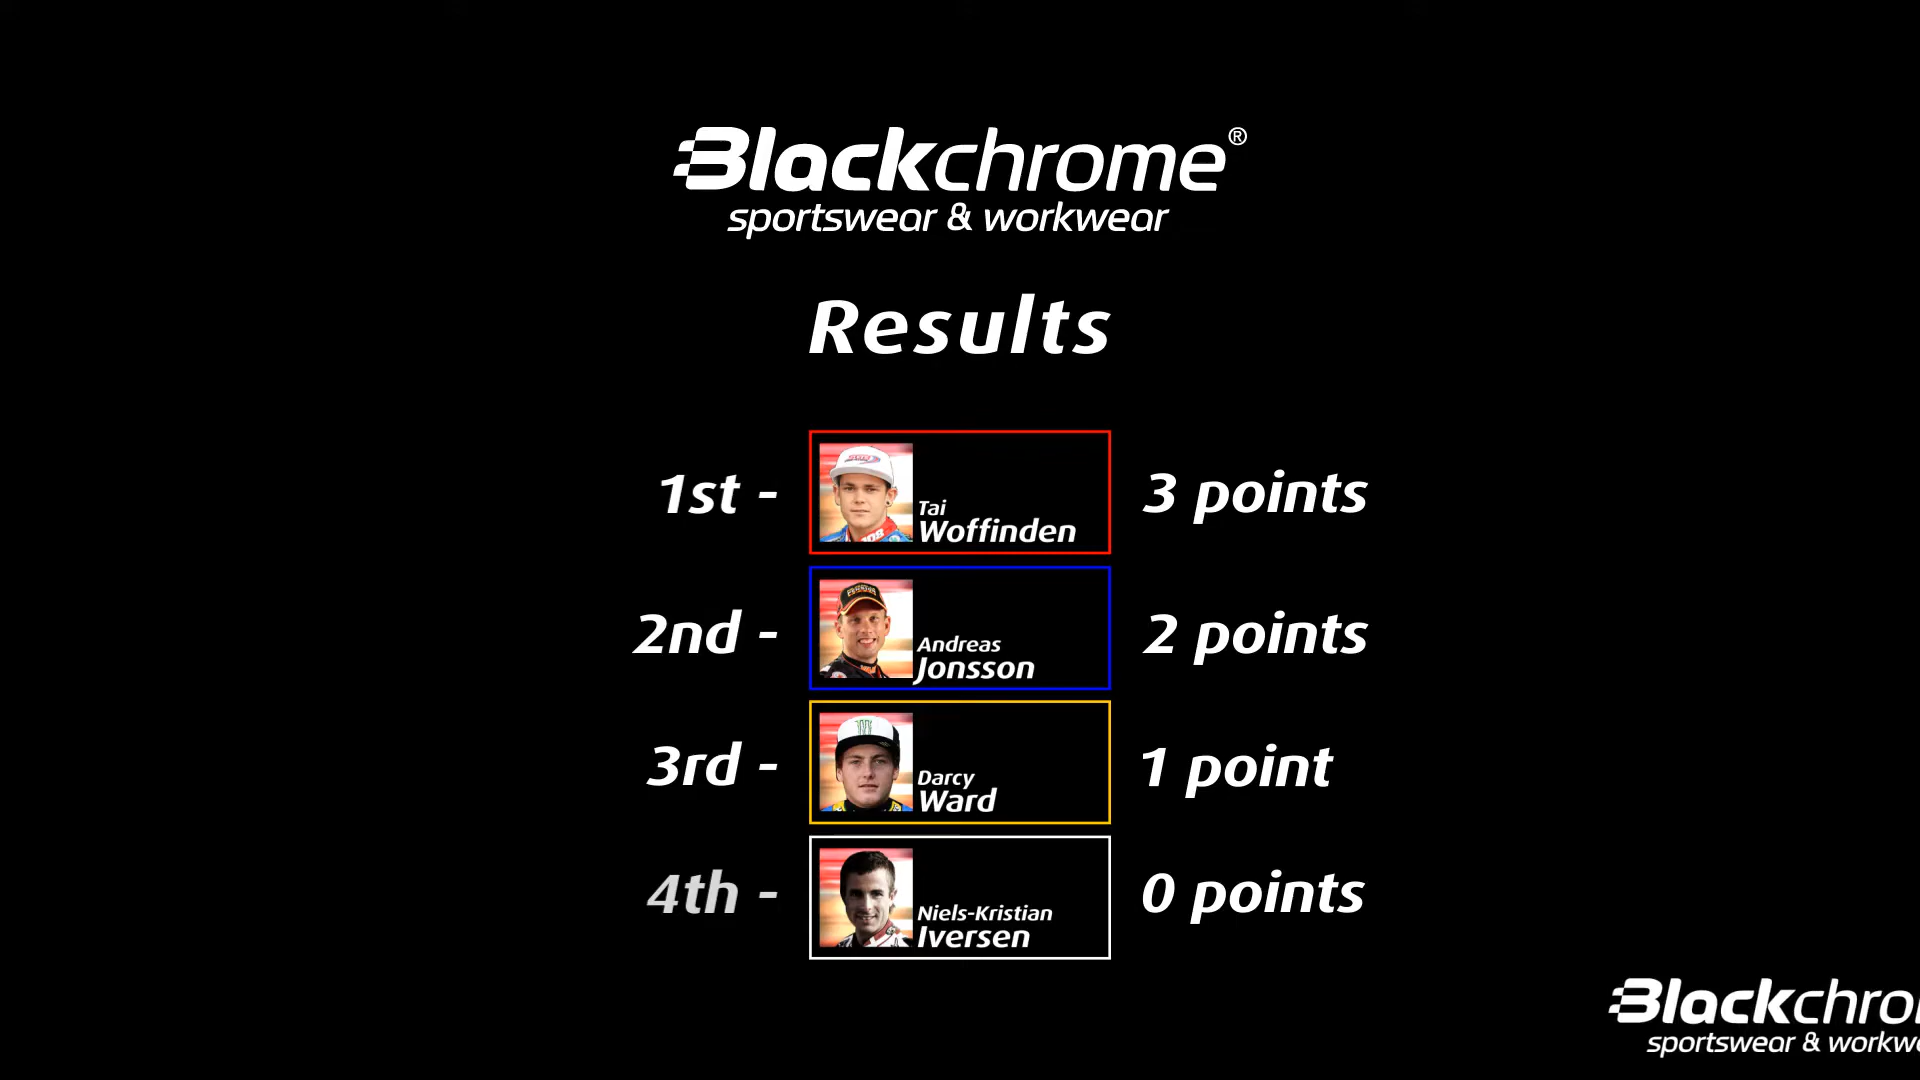 Blackchrome®
sportswear & workwear
Results
1st - Tai Woffinden 3 points
2nd - Andreas Jonsson 2 points
3rd - Darcy Ward 1 point
4th - Niels-Kristian Iversen 0 points
Blackchro
sportswear & workwe